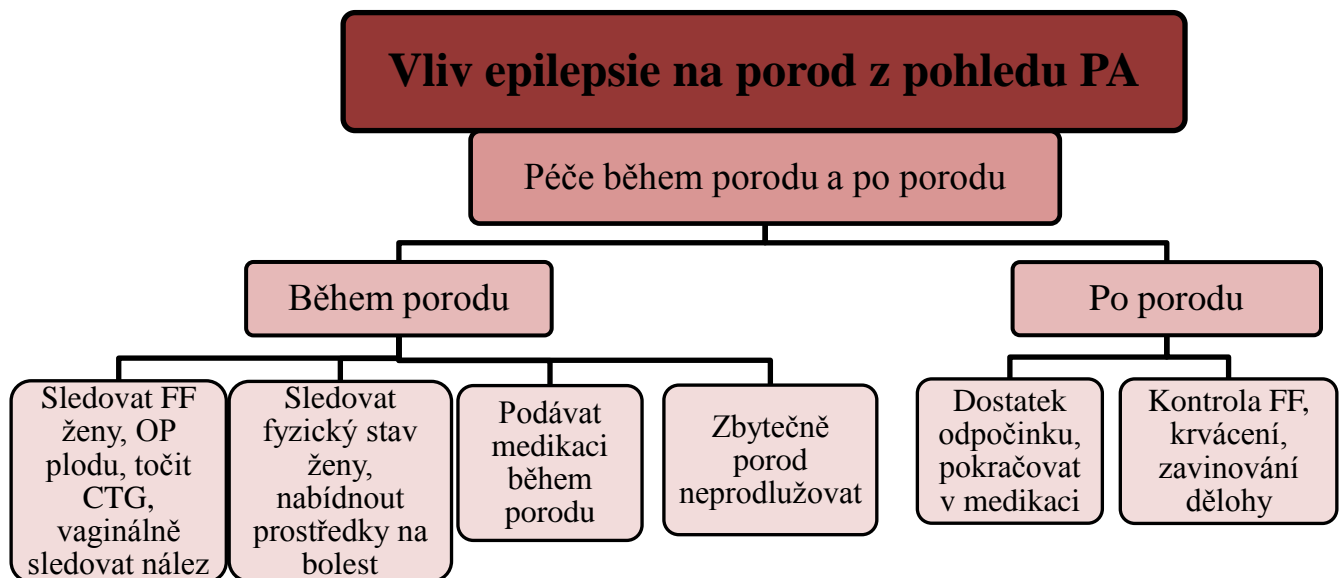 Vliv epilepsie na porod z pohledu PA
Péče během porodu a po porodu
Během porodu
Po porodu
Sledovat FF
ženy, OP
plodu, točit
CTG,
vaginálně
sledovat nález
Sledovat
fyzický stav
ženy,
nabídnout
prostředky na
bolest
Podávat
medikaci
během
porodu
Zbytečně
porod
neprodlužovat
Dostatek
odpočinku,
pokračovat
v medikaci
Kontrola FF,
krvácení,
zavinování
dělohy